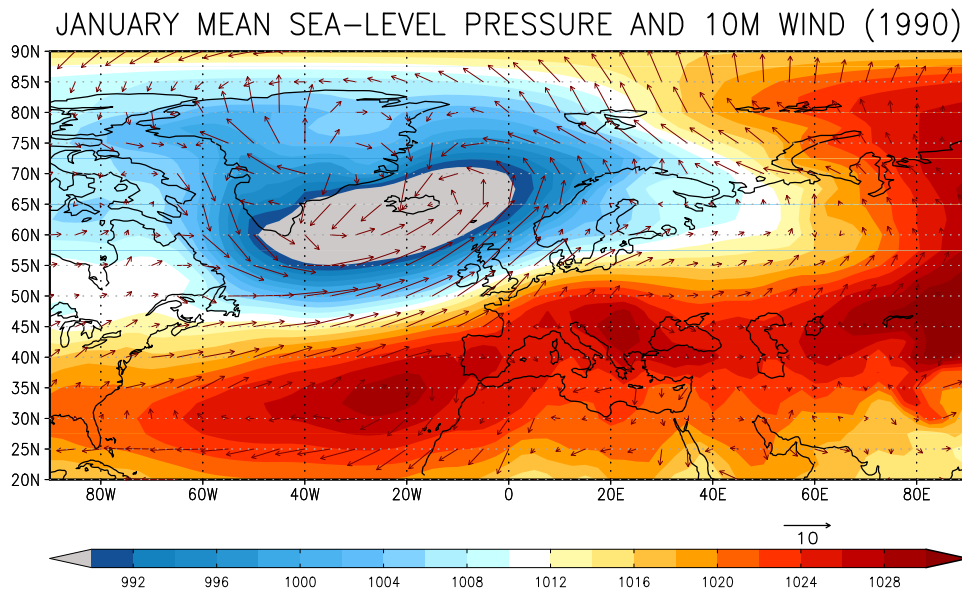 JANUARY MEAN SEA-LEVEL PRESSURE AND 10M WIND (1990)
90N
85N
80N
75N
70N
65N
60N
55N
50N
45N
40N
35N
30N
25N
20N
80W 60W 40W 20W 0 20E 40E 60E 80E
10
992 996 1000 1004 1008 1012 1016 1020 1024 1028